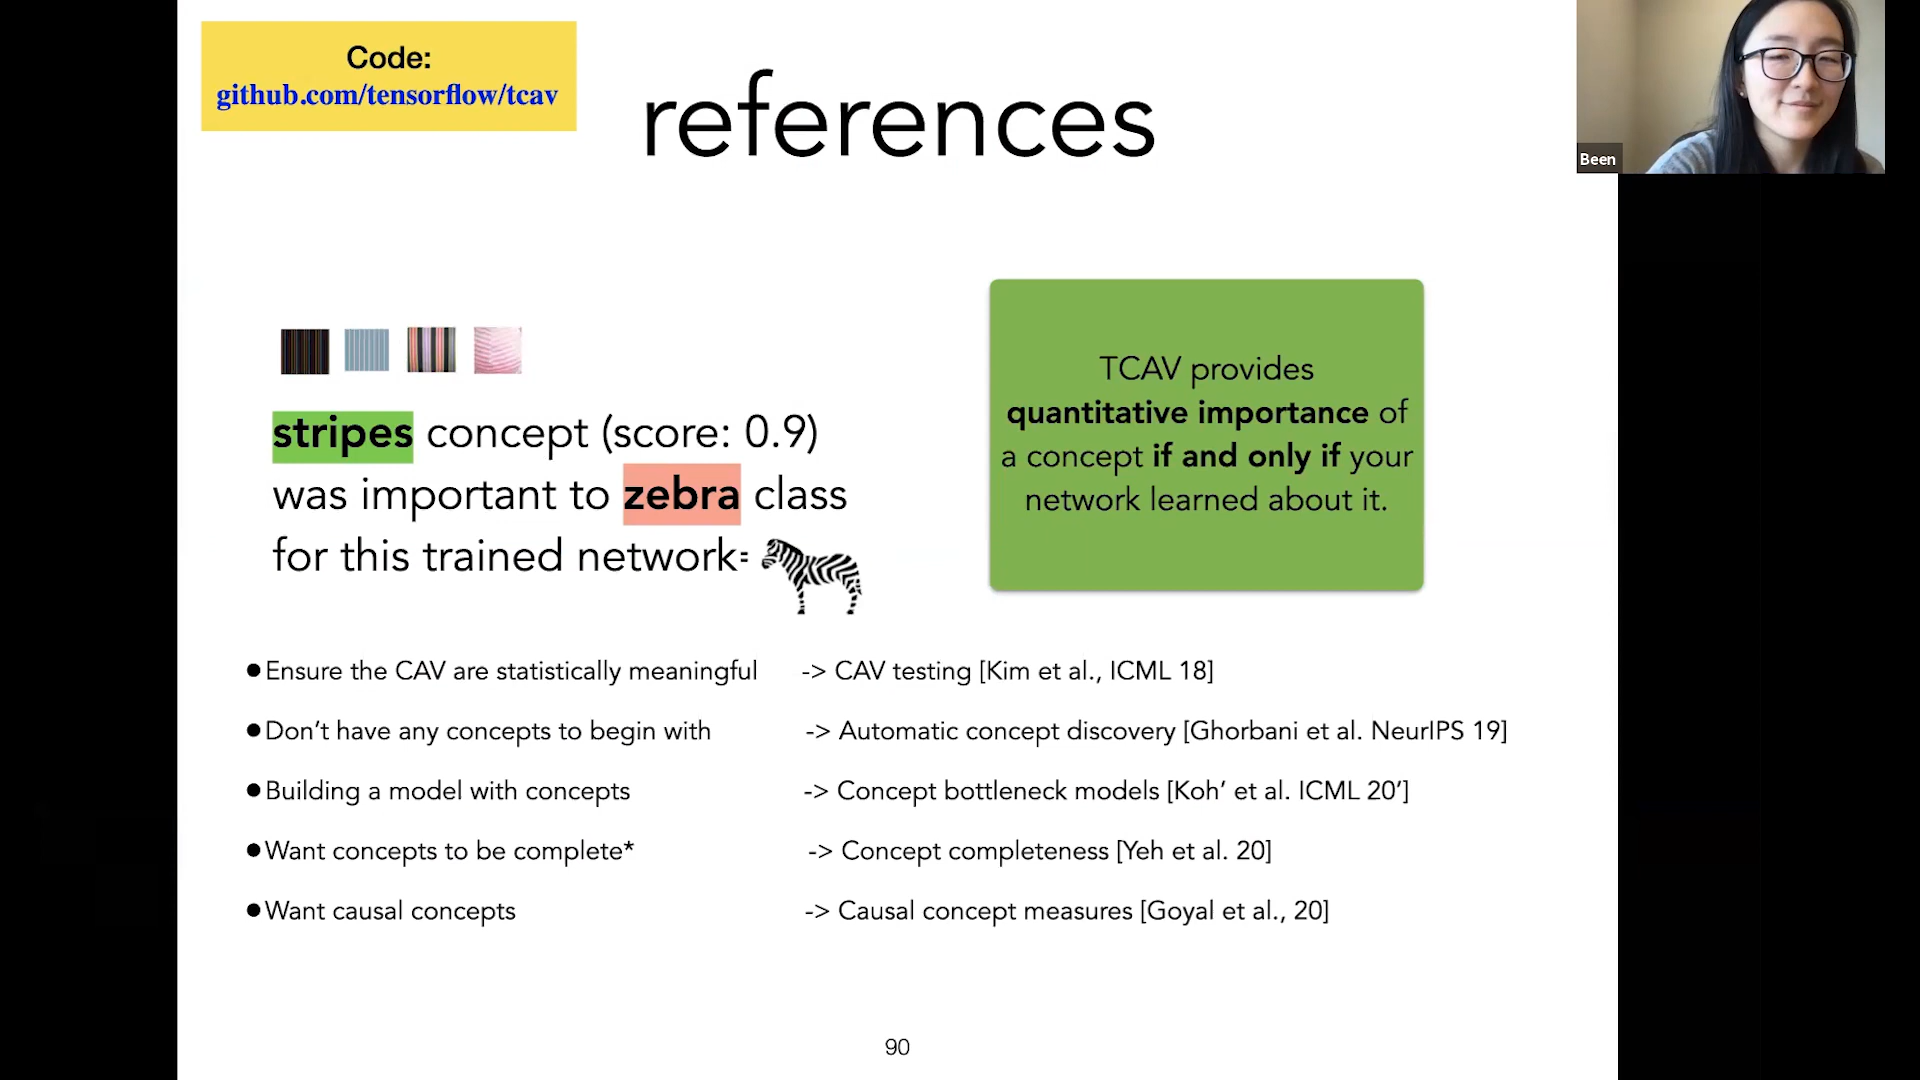 Code:
github.com/tensorflow/tcav
references
Been
stripes concept (score: 0.9)
was important to zebra class
for this trained network.
TCAV provides
quantitative importance of
a concept if and only if your
network learned about it.
●Ensure the CAV are statistically meaningful -> CAV testing [Kim et al., ICML 18]
●Don’t have any concepts to begin with -> Automatic concept discovery [Ghorbani et al. NeurIPS 19]
●Building a model with concepts -> Concept bottleneck models [Koh’ et al. ICML 20’]
●Want concepts to be complete* -> Concept completeness [Yeh et al. 20]
●Want causal concepts -> Causal concept measures [Goyal et al., 20]
90